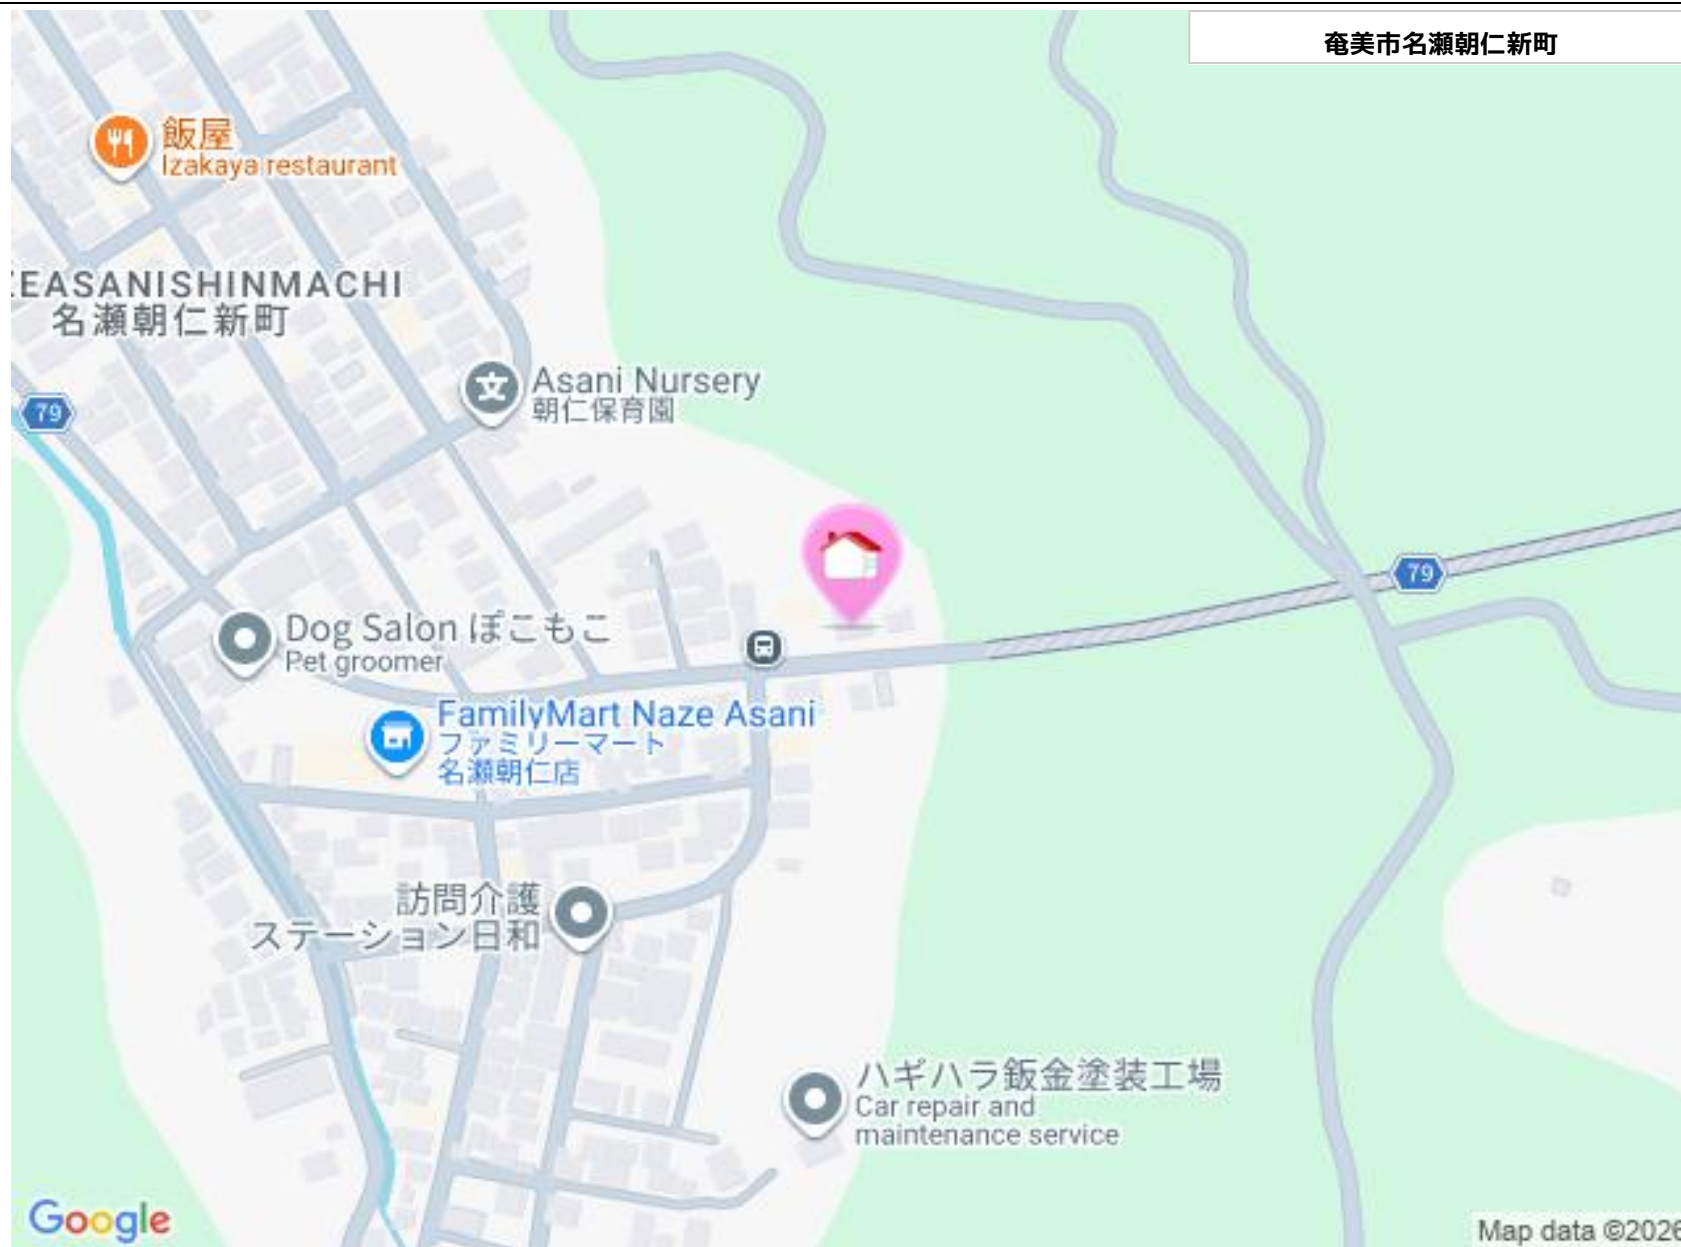 奄美市名瀬朝仁新町
飯屋
Izakaya restaurant
EASANISHINMACHI
名瀬朝仁新町
文
Asani Nursery
朝仁保育園
79
79
Dog Salon ぽこもこ
Pet groomer
FamilyMart Naze Asani
ファミリーマート
名瀬朝仁店
訪問介護
ステーション日和
ハギハラ鈑金塗装工場
Car repair and
maintenance service
Google
Map data ©2026